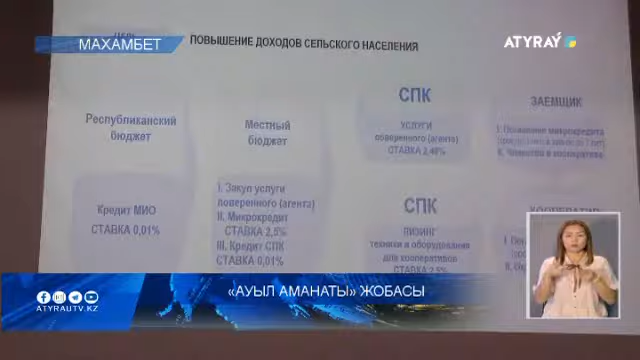 МАХАМБЕТ
ATYRAÝ
ПОВЫШЕНИЕ ДОХОДОВ СЕЛЬСКОГО НАСЕЛЕНИЯ
Республиканский
бюджет
Местный
бюджет
СПК
УСЛУГИ
поверенного (агента)
ЗАЕМЩИК
Кредит МИО
СТАВКА 0,01%
I. Закуп услуги
поверенного (агента)
II. Микрокредит
СТАВКА 2,5%
III. Кредит СПК
СТАВКА 0,01%
СПК
ЛИЗИНГ
техники и оборудования
для кооперативов
СТАВКА 2,5%
«АУЫЛ АМАНАТЫ» ЖОБАСЫ
ATYRAUTV.KZ